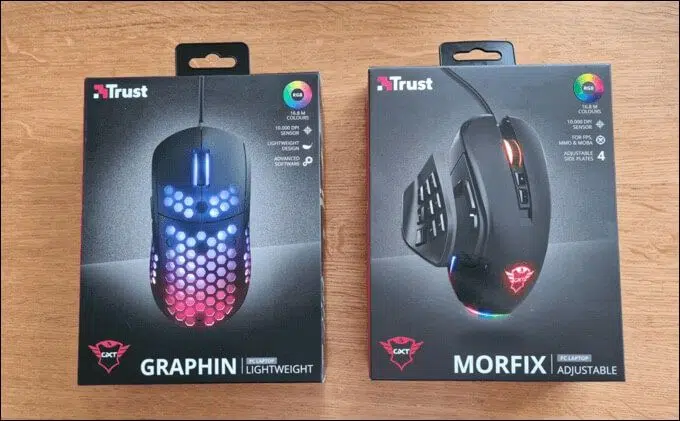 Trust
RGB
16.8 M
COLOURS
10.000 DPI
SENSOR
LIGHTWEIGHT
DESIGN
ADVANCED
SOFTWARE
GXT
GRAPHIN
PC LAPTOP
LIGHTWEIGHT
Trust
RGB
16.8 M
COLOURS
10.000 DPI
SENSOR
FOR FPS,
MMO & MOBA
ADJUSTABLE
SIDE PLATES 4
GXT
GXT
MORFIX
PC LAPTOP
ADJUSTABLE